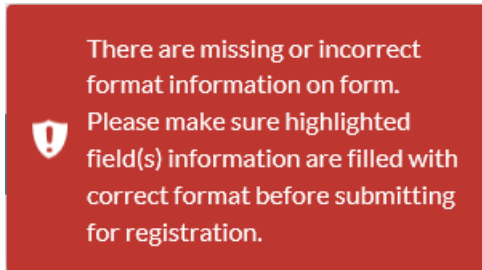 There are missing or incorrect
format information on form.
Please make sure highlighted
field(s) information are filled with
correct format before submitting
for registration.